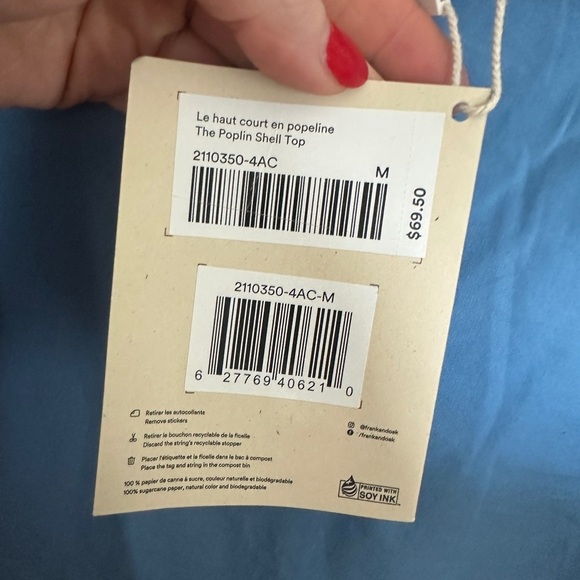 Le haut court en popeline
The Poplin Shell Top
2110350-4AC
M
$69.50
2110350-4AC-M
6 27769 40621 0
Retirer les autocollants
Remove stickers
Retirer le bouchon recyclable de la ficelle
Discard the string's recyclable stopper
Placer l'étiquette et la ficelle dans le bac à compost
Place the tag and string in the compost bin
100 % papier de canne à sucre, couleur naturelle et biodégradable
100% sugarcane paper, natural color and biodegradable
@frankandoak
/frankandoak
PRINTED WITH
SOY INK